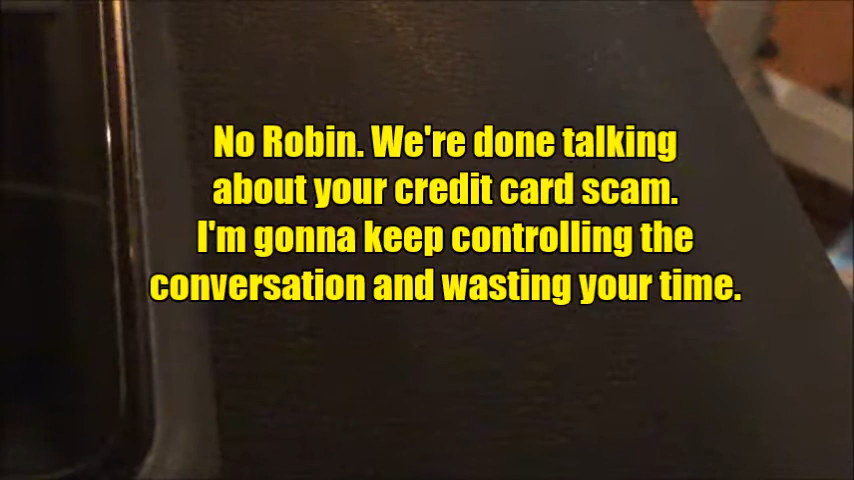 No Robin. We're done talking
about your credit card scam.
I'm gonna keep controlling the
conversation and wasting your time.